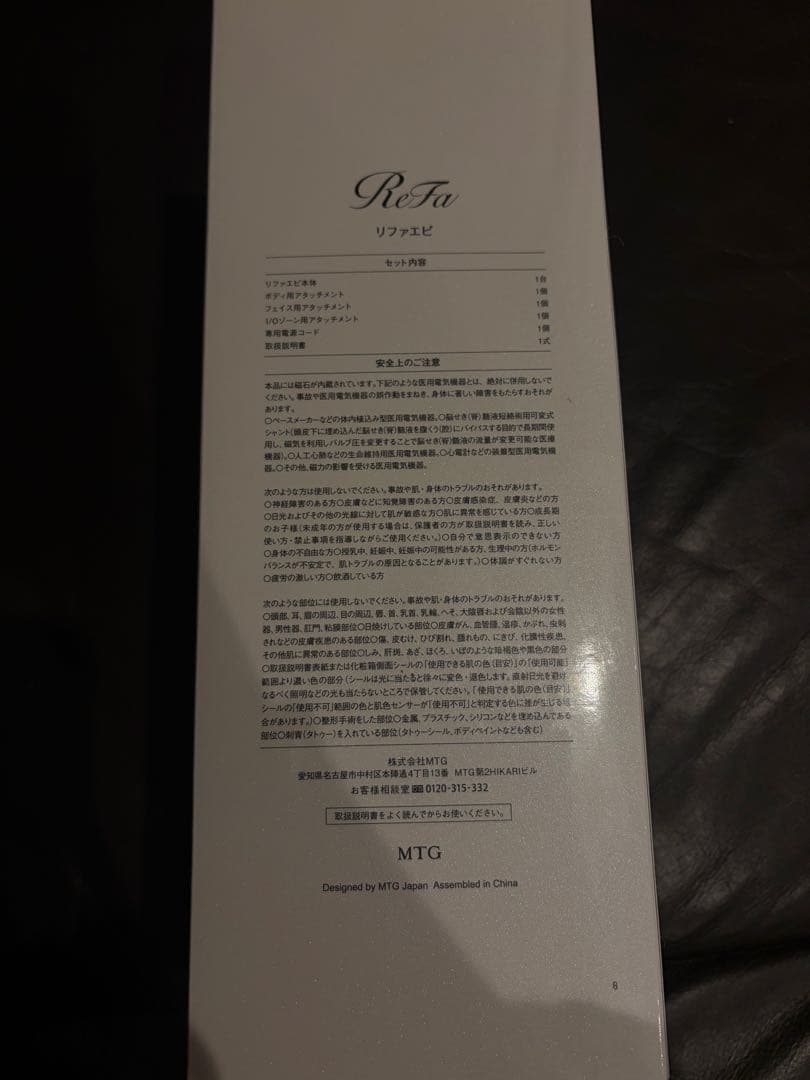 ReFa
リファエピ
セット内容
リファエピ本体 1台
ボディ用アタッチメント 1個
フェイス用アタッチメント 1個
I/Oゾーン用アタッチメント 1個
専用電源コード 1個
取扱説明書 1式
安全上のご注意
本品には磁石が内蔵されています。下記のような医用電気機器とは、絶対に併用しないで
ください。事故や医用電気機器の誤作動をまねき、身体に著しい障害をもたらすおそれが
あります。
○ペースメーカーなどの体内植込み型医用電気機器。○脳せき(脊)髄液短絡術用可変式
シャント(頭皮下に埋め込んだ脳せき(脊)髄液を腹くう(腔)にバイパスする目的で長期間使
用し、磁気を利用しバルブ圧を変更することで脳せき(脊)髄液の流量が変更可能な医療
機器)。○人工心肺などの生命維持用医用電気機器。○心電計などの装着型医用電気機
器。○その他、磁力の影響を受ける医用電気機器。
次のような方は使用しないでください。事故や肌・身体のトラブルのおそれがあります。
○神経障害のある方○皮膚などに知覚障害のある方○皮膚感染症、皮膚炎などの方
○日光およびその他の光線に対して肌が敏感な方○肌に異常を感じている方○成長期
のお子様(未成年の方が使用する場合は、保護者の方が取扱説明書を読み、正しい
使い方・禁止事項を指導しながらご使用ください。)○自分で意思表示のできない方
○身体の不自由な方○授乳中、妊娠中、妊娠中の可能性がある方、生理中の方(ホルモン
バランスが不安定で、肌トラブルの原因となることがあります。)○体調がすぐれない方
○疲労の激しい方○飲酒している方
次のような部位には使用しないでください。事故や肌・身体のトラブルのおそれがあります。
○頭部、耳、眉の周辺、目の周辺、唇、首、乳首、乳輪、へそ、大陰唇および会陰以外の女性
器、男性器、肛門、粘膜部位○日焼けしている部位○皮膚がん、血管腫、湿疹、かぶれ、虫刺
されなどの皮膚疾患のある部位○傷、皮むけ、ひび割れ、腫れもの、にきび、化膿性疾患、
その他肌に異常のある部位○しみ、肝斑、あざ、ほくろ、いぼのような暗褐色や黒色の部分
○取扱説明書表紙または化粧箱側面シールの「使用できる肌の色(目安)」の「使用可能」
範囲より濃い色の部分(シールは光に当たると徐々に変色・退色します。直射日光を避け
なるべく照明などの光も当たらないところで保管してください。「使用できる肌の色(目安)」
シールの「使用不可」範囲の色と肌色センサーが「使用不可」と判定する色に差が生じる場
合があります。)○整形手術をした部位○金属、プラスチック、シリコンなどを埋め込んである
部位○刺青(タトゥー)を入れている部位(タトゥーシール、ボディペイントなども含む)
株式会社MTG
愛知県名古屋市中村区本陣通4丁目13番 MTG第2HIKARIビル
お客様相談室 0120-315-332
取扱説明書をよく読んでからお使いください。
MTG
Designed by MTG Japan Assembled in China
8